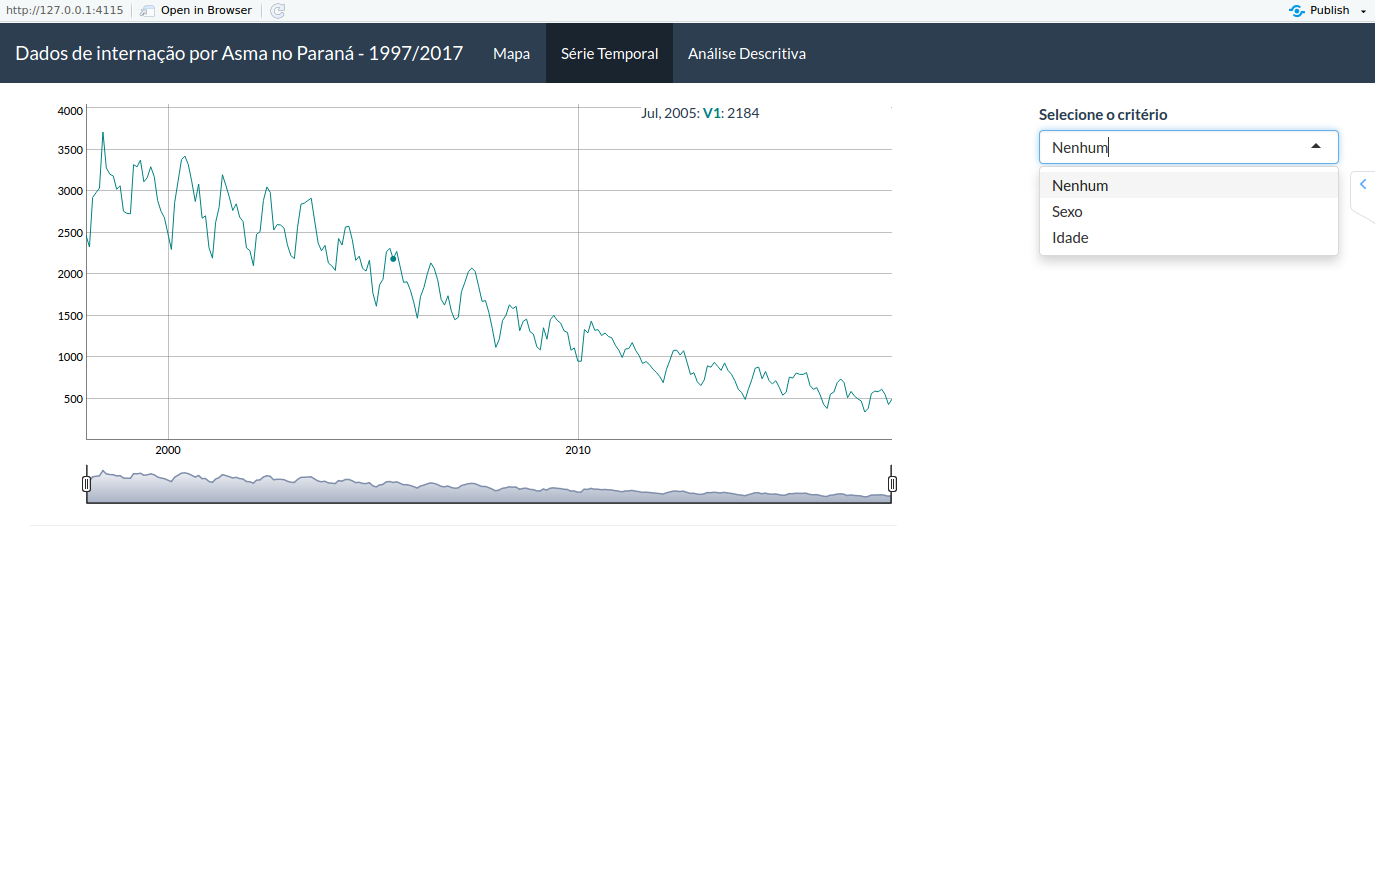 http://127.0.0.1:4115 Open in Browser Publish
Dados de internação por Asma no Paraná - 1997/2017 Mapa Série Temporal Análise Descritiva
Jul, 2005: V1: 2184
4000
3500
3000
2500
2000
1500
1000
500
2000 2010
Selecione o critério
Nenhum
Nenhum
Sexo
Idade